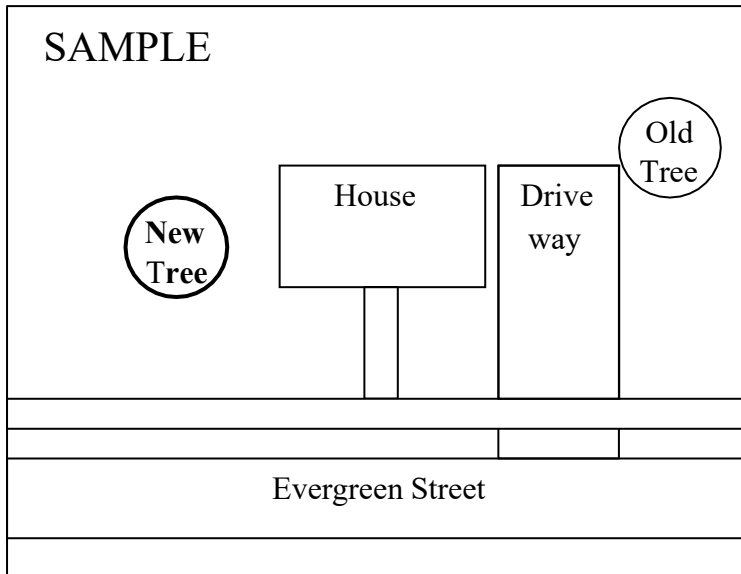 SAMPLE
Old
Tree
House
Drive
way
New
Tree
Evergreen Street